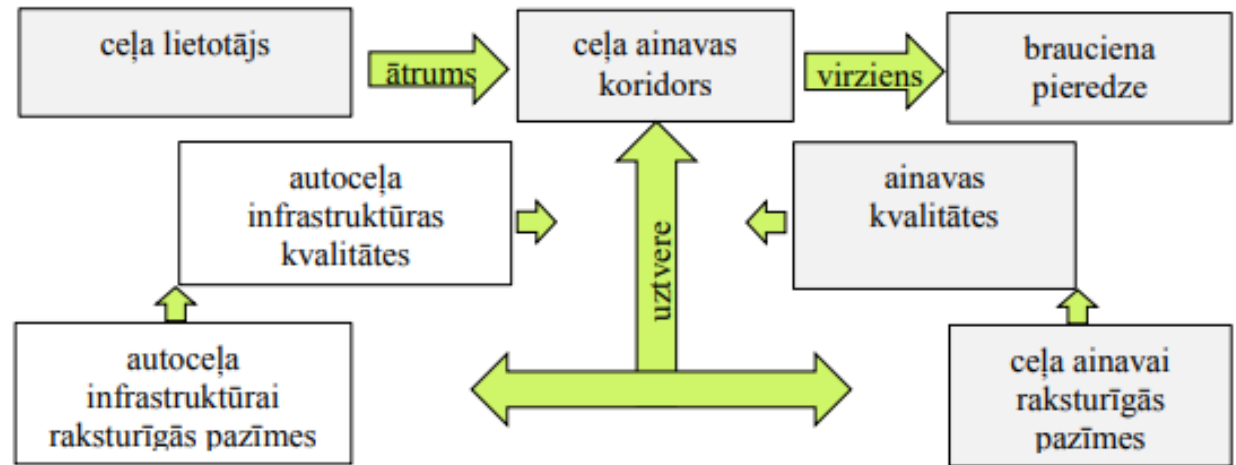 ceļa lietotājs
ātrums
ceļa ainavas
koridors
virziens
brauciena
pieredze
autoceļa
infrastruktūras
kvalitātes
uztvere
ainavas
kvalitātes
autoceļa
infrastruktūrai
raksturīgās pazīmes
ceļa ainavai
raksturīgās
pazīmes